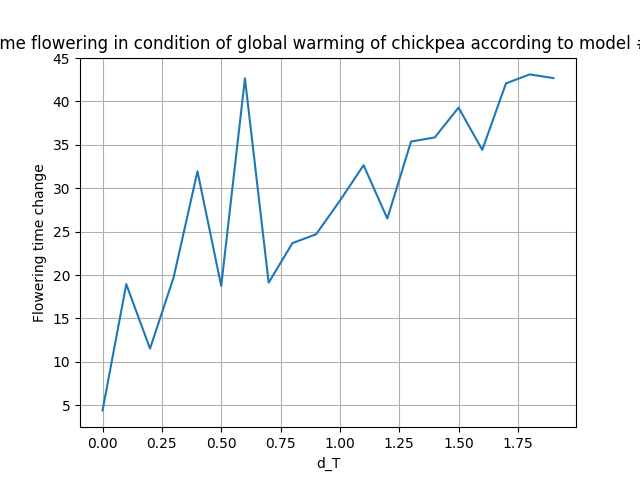 me flowering in condition of global warming of chickpea according to model #
45
40
35
30
25
20
15
10
5
Flowering time change
0.00 0.25 0.50 0.75 1.00 1.25 1.50 1.75
d_T